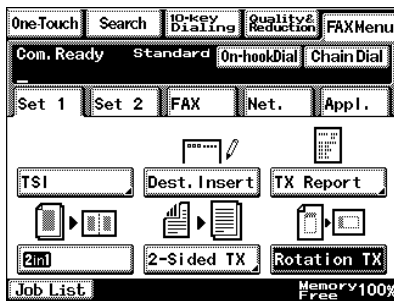 One-Touch Search 10-key Dialing Quality& Reduction FAXMenu
Com. Ready Standard On-hookDial Chain Dial
Set 1 Set 2 FAX Net. Appl.
TSI Dest. Insert TX Report
2in1 2-Sided TX Rotation TX
Job List Memory Free 100%